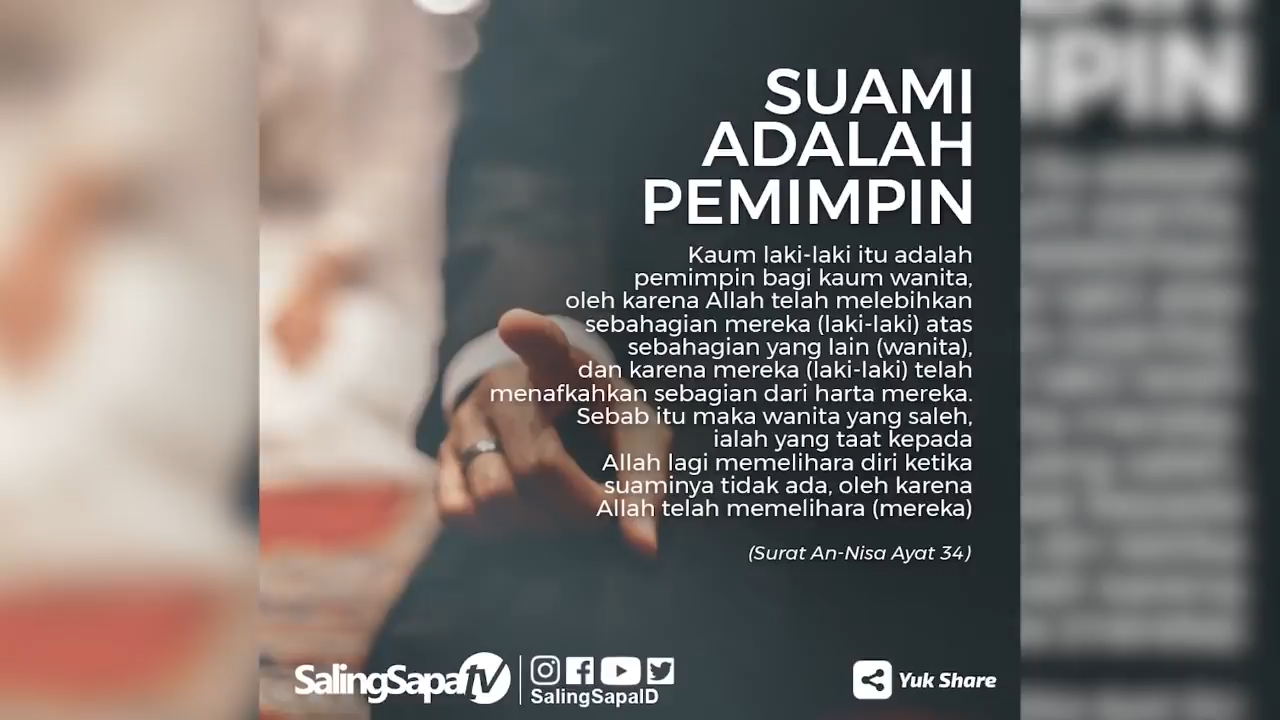 SUAMI
ADALAH
PEMIMPIN
Kaum laki-laki itu adalah
pemimpin bagi kaum wanita,
oleh karena Allah telah melebihkan
sebahagian mereka (laki-laki) atas
sebahagian yang lain (wanita),
dan karena mereka (laki-laki) telah
menafkahkan sebagian dari harta mereka.
Sebab itu maka wanita yang saleh,
ialah yang taat kepada
Allah lagi memelihara diri ketika
suaminya tidak ada, oleh karena
Allah telah memelihara (mereka)
(Surat An-Nisa Ayat 34)
SalingSapa tv
SalingSapaID
Yuk Share
PIN